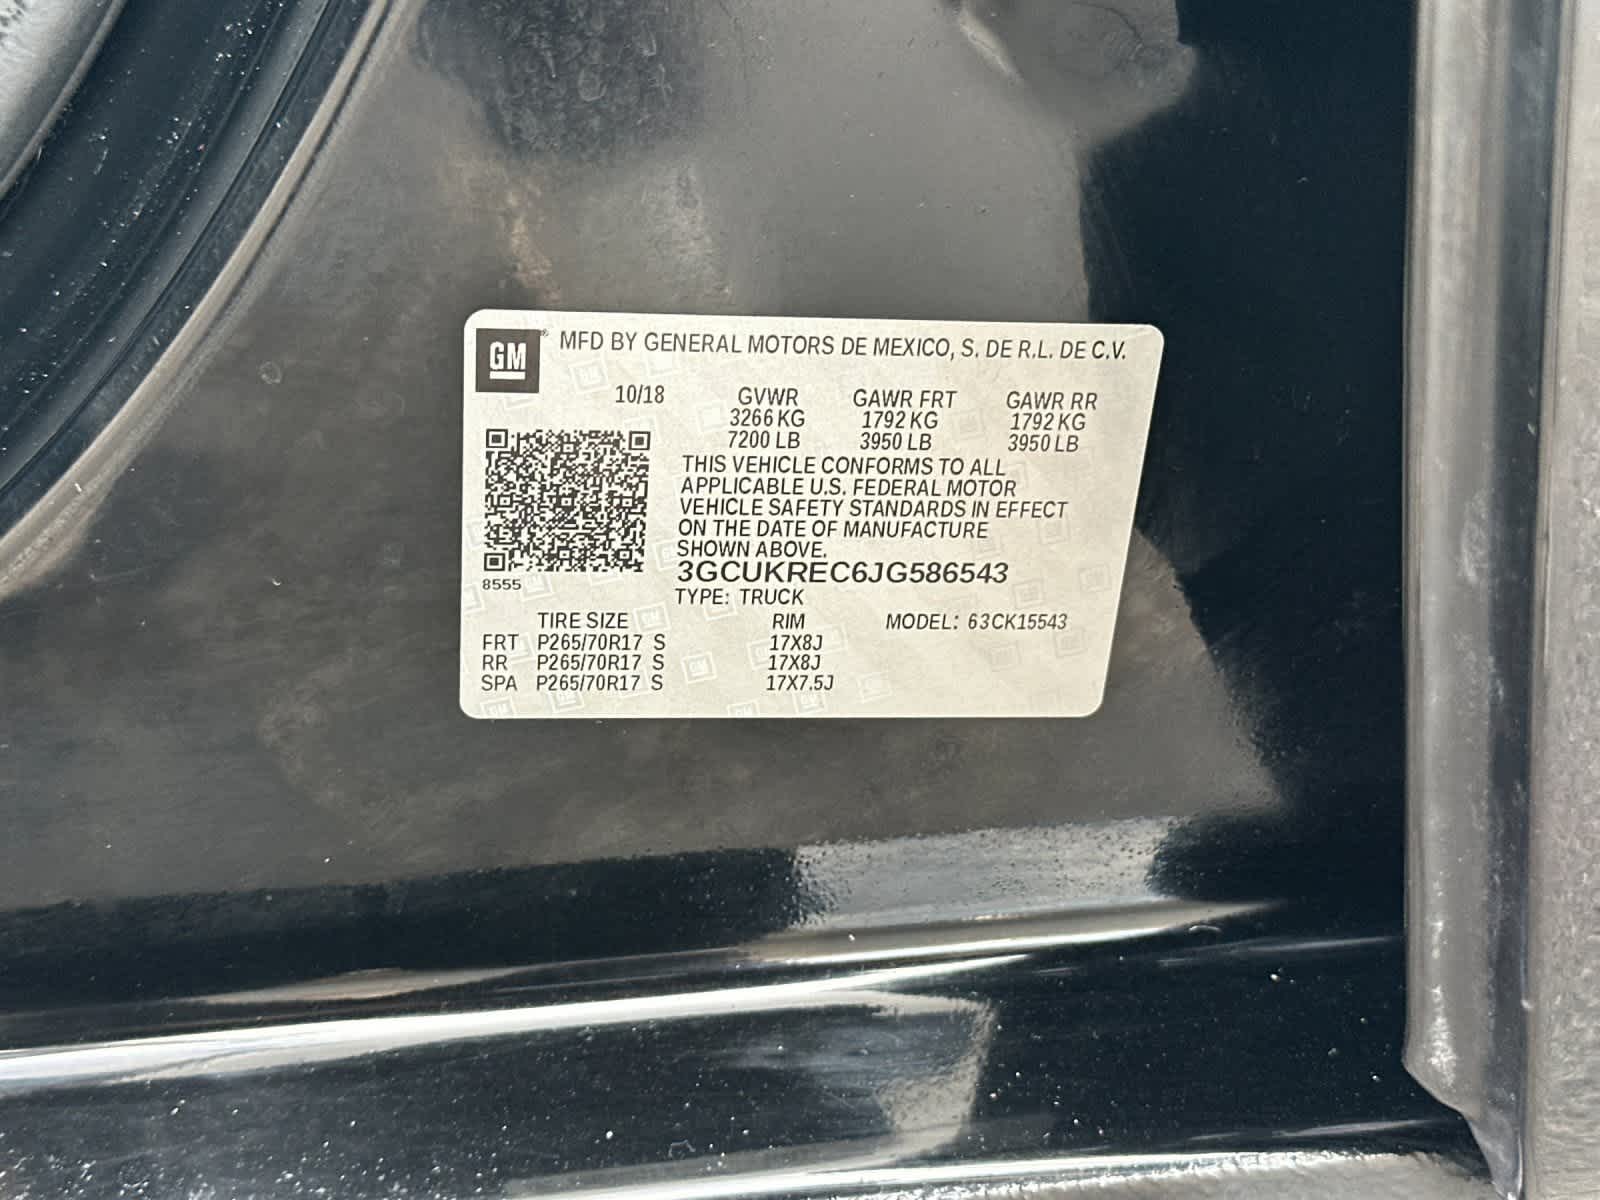 GM
MFD BY GENERAL MOTORS DE MEXICO, S. DE R.L. DE C.V.
10/18 GVWR GAWR FRT GAWR RR
3266 KG 1792 KG 1792 KG
7200 LB 3950 LB 3950 LB
THIS VEHICLE CONFORMS TO ALL
APPLICABLE U.S. FEDERAL MOTOR
VEHICLE SAFETY STANDARDS IN EFFECT
ON THE DATE OF MANUFACTURE
SHOWN ABOVE.
3GCUKREC6JG586543
8555
TYPE: TRUCK
TIRE SIZE RIM MODEL: 63CK15543
FRT P265/70R17 S 17X8J
RR P265/70R17 S 17X8J
SPA P265/70R17 S 17X7.5J